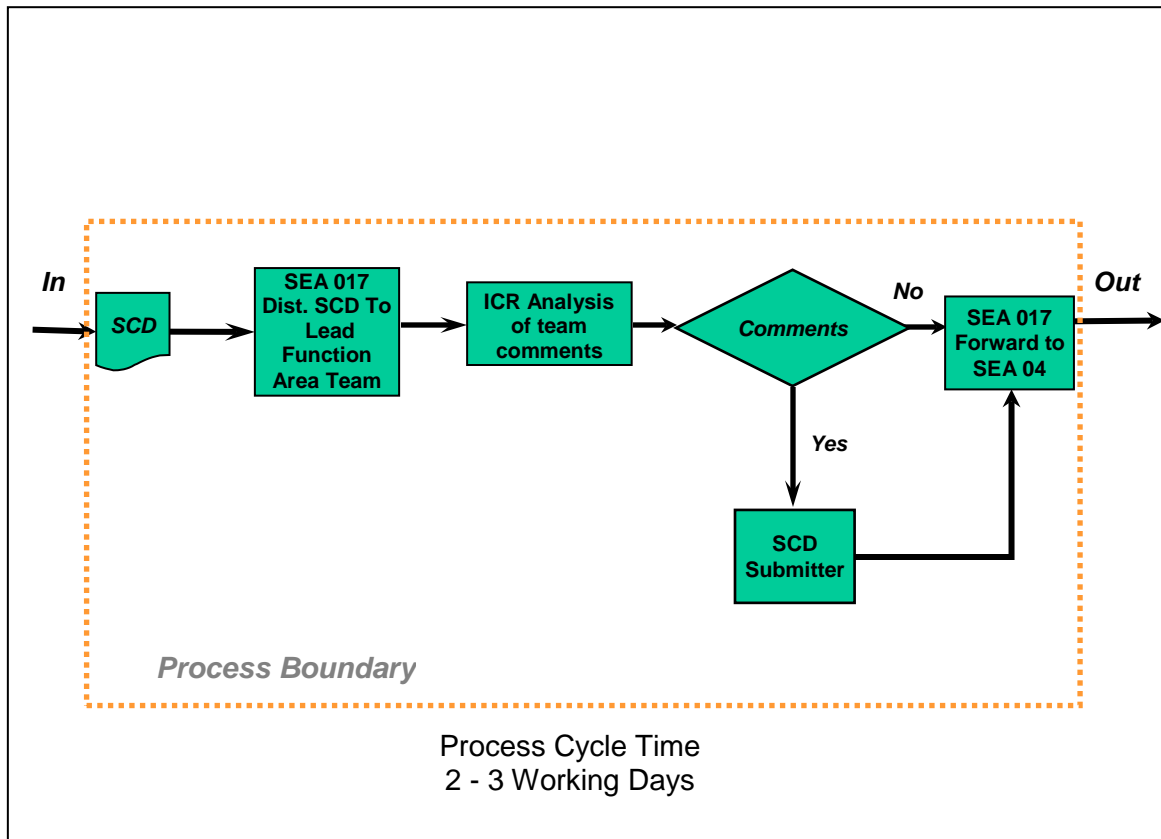 In
SCD
SEA 017
Dist. SCD To
Lead
Function
Area Team
ICR Analysis
of team
comments
Comments
No
Yes
SEA 017
Forward to
SEA 04
Out
SCD
Submitter
Process Boundary
Process Cycle Time
2 - 3 Working Days